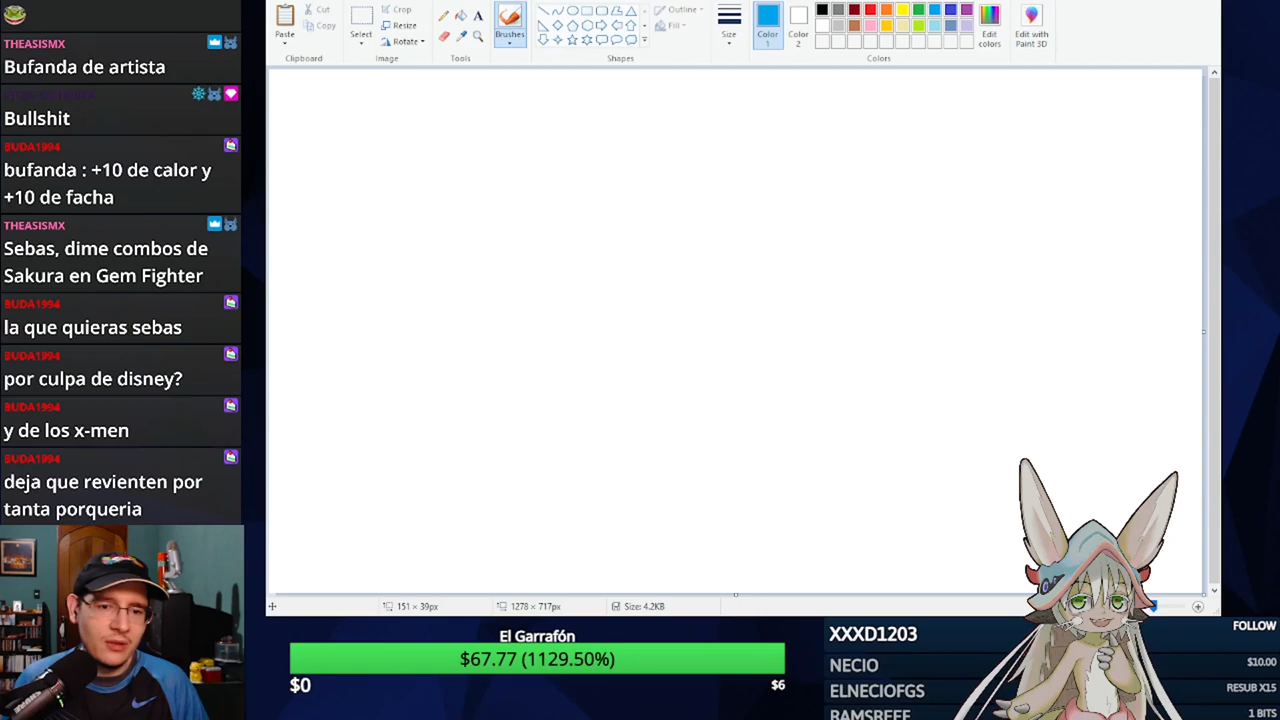 THEASISMX
Bufanda de artista
Bullshit
BUDA1994
bufanda : +10 de calor y
+10 de facha
THEASISMX
Sebas, dime combos de
Sakura en Gem Fighter
BUDA1994
la que quieras sebas
BUDA1994
por culpa de disney?
BUDA1994
y de los x-men
BUDA1994
deja que revienten por
tanta porqueria
Paste
Cut
Copy
Clipboard
Select
Crop
Resize
Rotate
Image
A
Tools
Brushes
Outline
Fill
Shapes
Size
Color
1
Color
2
Colors
Edit
colors
Edit with
Paint 3D
151 × 39px
1278 × 717px
Size: 4.2KB
El Garrafón
$67.77 (1129.50%)
$0
$6
XXXD1203
FOLLOW
NECIO
$10.00
ELNECIOFGS
RESUB X15
RAMSREEE
1 BITS